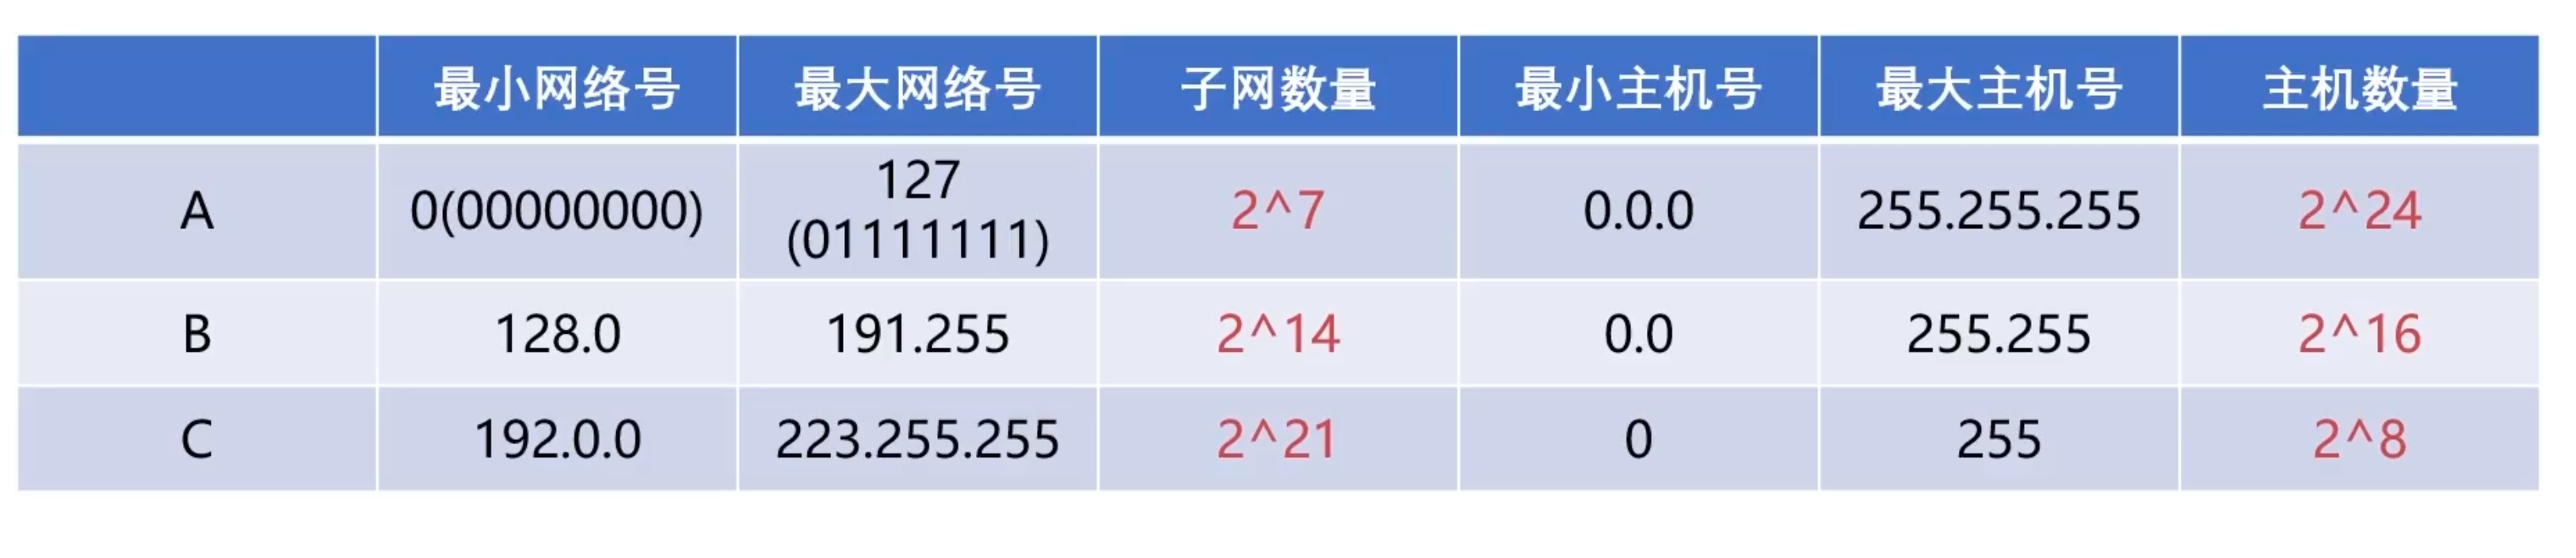 最小网络号 最大网络号 子网数量 最小主机号 最大主机号 主机数量
A 0(00000000) 127 (01111111) 2^7 0.0.0 255.255.255 2^24
B 128.0 191.255 2^14 0.0 255.255 2^16
C 192.0.0 223.255.255 2^21 0 255 2^8